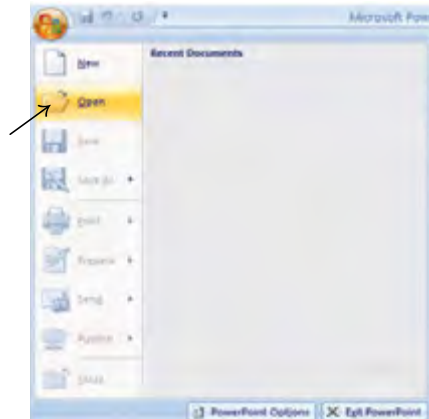 Microsoft Pow
New
Recent Documents
Open
Save
Save As
Print
Prepare
Send
Publish
Close
PowerPoint Options
Exit PowerPoint